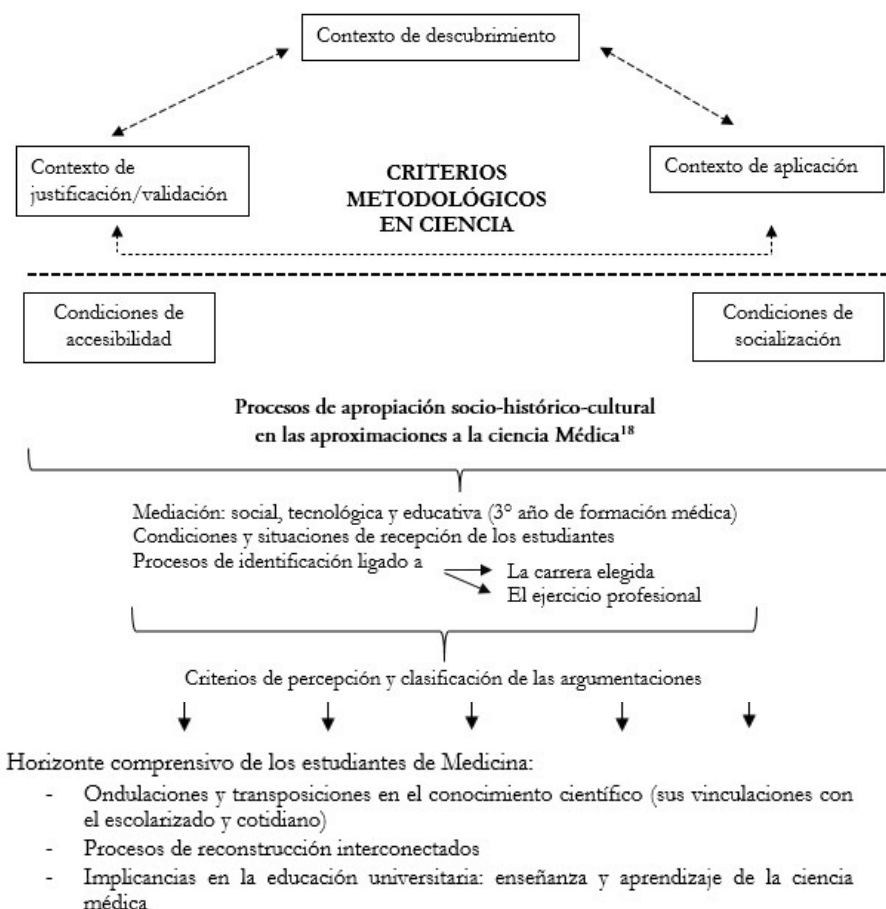 Contexto de descubrimiento
Contexto de
justificación/validación
CRITERIOS
METODOLÓGICOS
EN CIENCIA
Contexto de aplicación
Condiciones de
accesibilidad
Condiciones de
socialización
Procesos de apropiación socio-histórico-cultural
en las aproximaciones a la ciencia Médica¹⁸
Mediación: social, tecnológica y educativa (3° año de formación médica)
Condiciones y situaciones de recepción de los estudiantes
Procesos de identificación ligado a
La carrera elegida
El ejercicio profesional
Criterios de percepción y clasificación de las argumentaciones
Horizonte comprensivo de los estudiantes de Medicina:
- Ondulaciones y transposiciones en el conocimiento científico (sus vinculaciones con
el escolarizado y cotidiano)
- Procesos de reconstrucción interconectados
- Implicancias en la educación universitaria: enseñanza y aprendizaje de la ciencia
médica